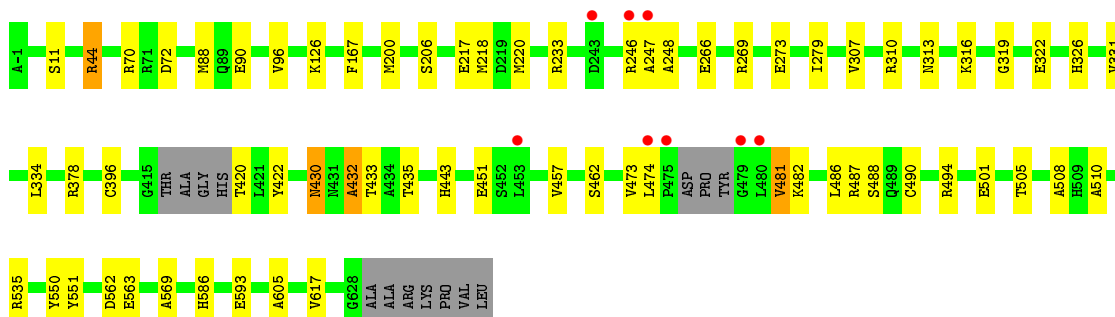 A-1 S11 R44 R70 R71 D72 M88 Q89 E90 V96 K126 F167 M200 S206 E217 M218 D219 M220 R233 D243 R246 A247 A248 E266 R269 E273 I279 V307 R310 N313 K316 G319 E322 H326 V331
L334 R378 C396 G415 THR ALA GLY HIS T420 L421 Y422 N430 N431 A432 T433 A434 T435 H443 E451 S452 L453 V457 S462 V473 L474 P475 ASP PRO TYR G479 L480 V481 K482 L486 R487 S488 Q489 C490 R494 E501 T505 A508 H509 A510
R535 Y550 Y551 D562 E563 A569 H586 E593 A605 V617 G628 ALA ALA ARG LYS PRO VAL LEU